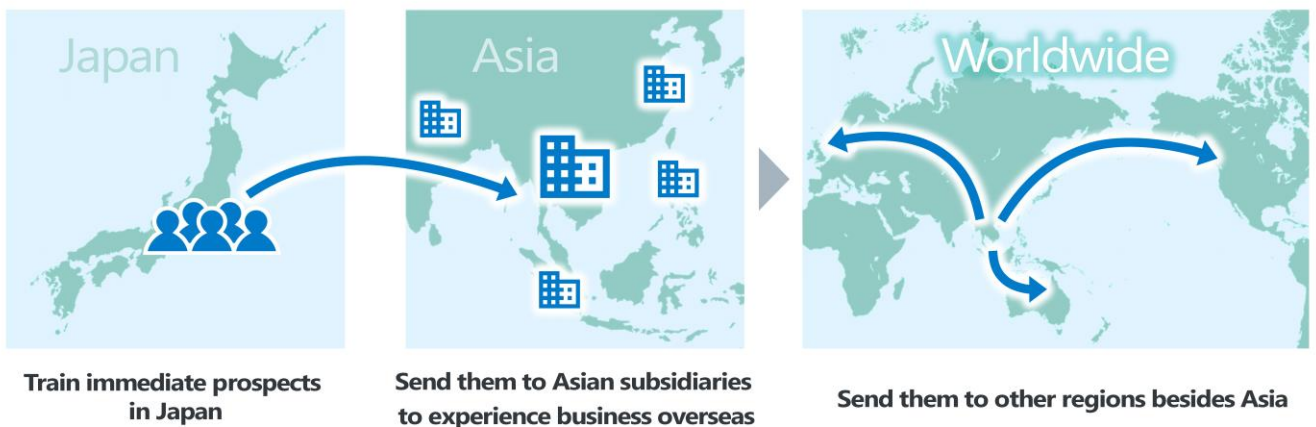 Japan
Asia
Worldwide
Train immediate prospects
in Japan
Send them to Asian subsidiaries
to experience business overseas
Send them to other regions besides Asia